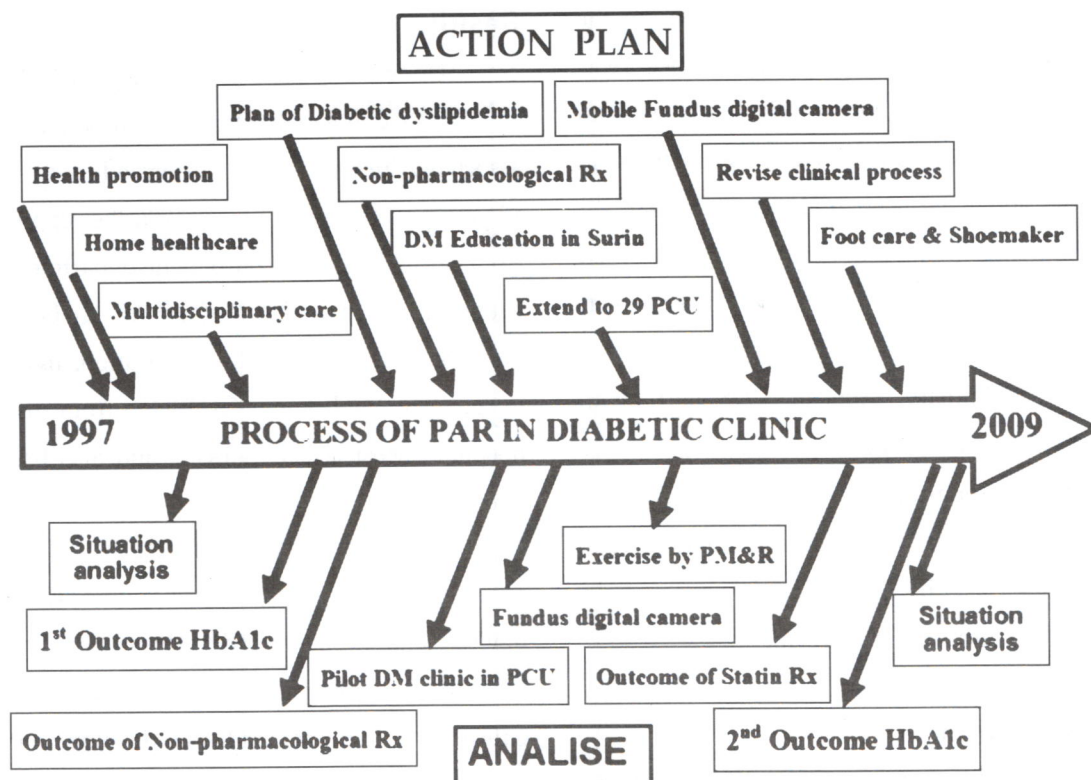 ACTION PLAN
Plan of Diabetic dyslipidemia
Mobile Fundus digital camera
Health promotion
Non-pharmacological Rx
Revise clinical process
Home healthcare
DM Education in Surin
Foot care & Shoemaker
Multidisciplinary care
Extend to 29 PCU
1997 PROCESS OF PAR IN DIABETIC CLINIC 2009
Situation
analysis
Exercise by PM&R
1st Outcome HbA1c
Fundus digital camera
Situation
analysis
Pilot DM clinic in PCU
Outcome of Statin Rx
Outcome of Non-pharmacological Rx
2nd Outcome HbA1c
ANALISE